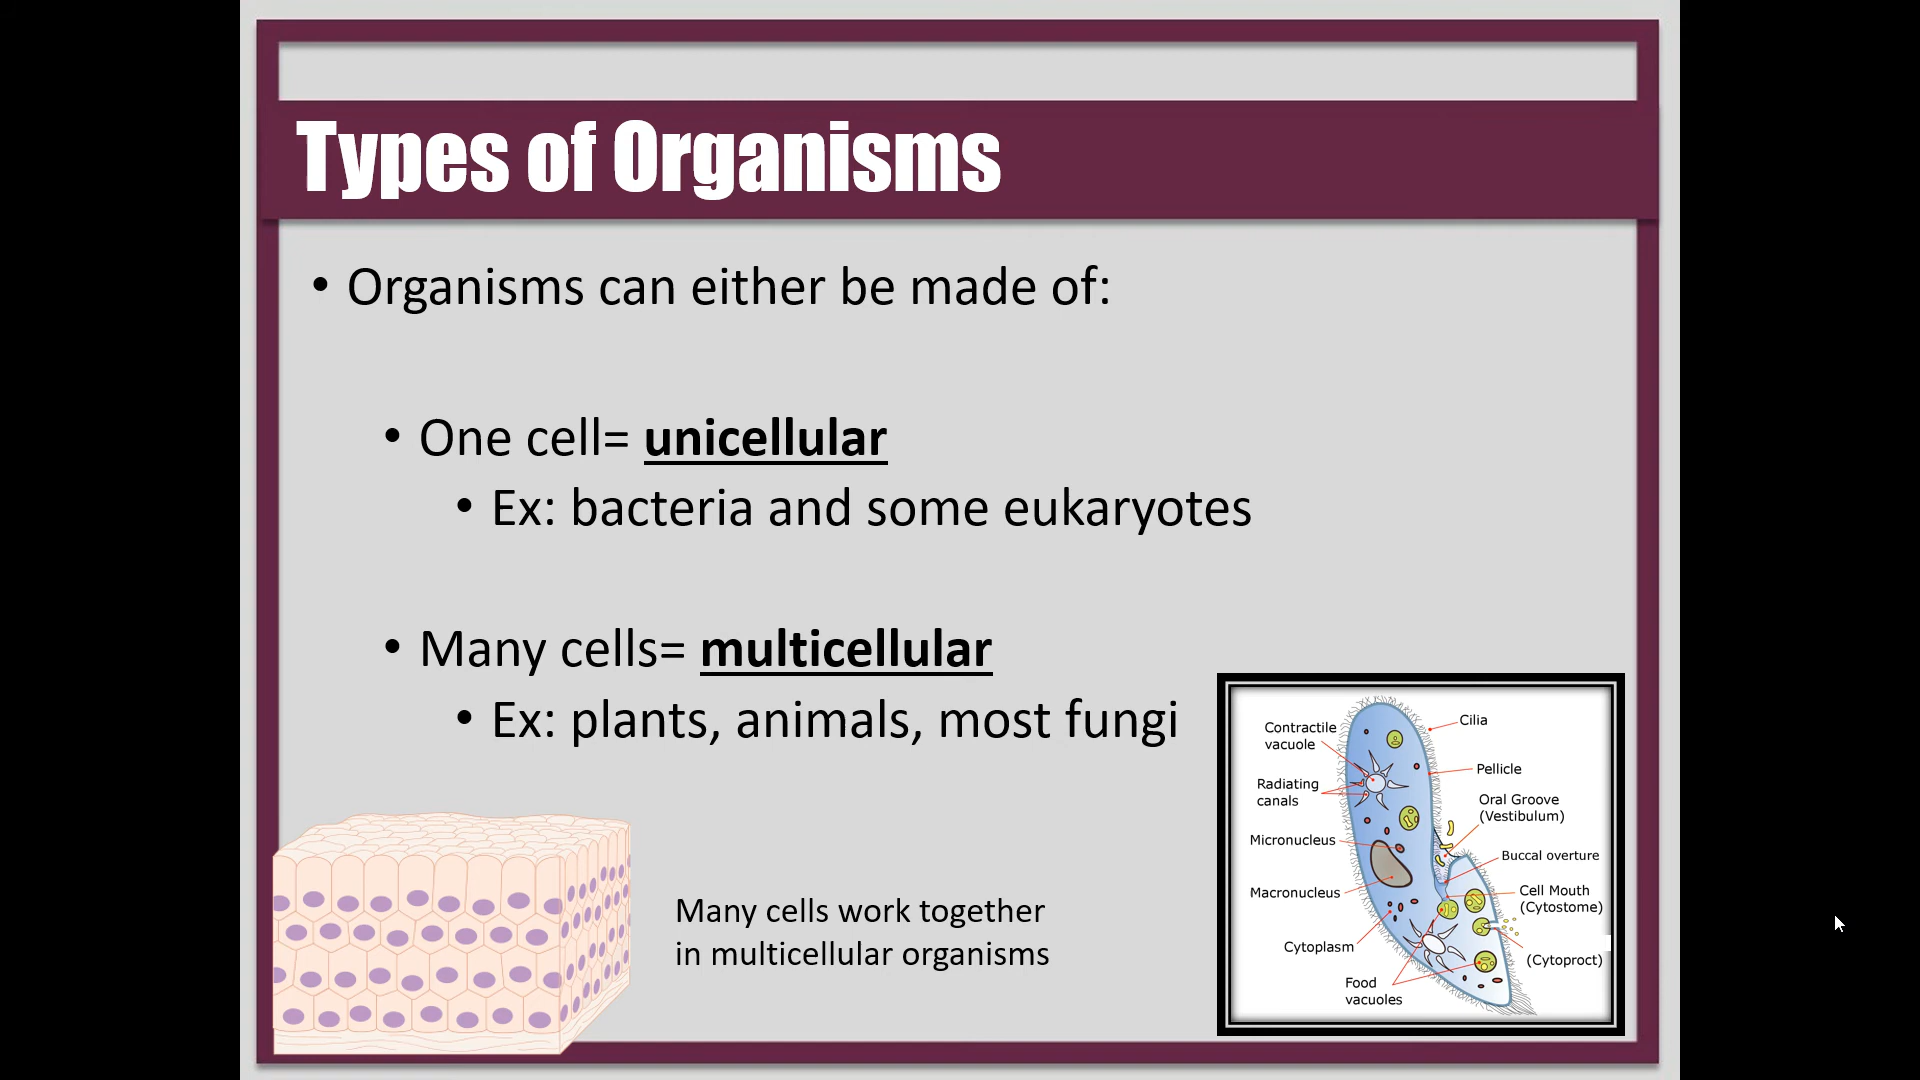 Types of Organisms
• Organisms can either be made of:
• One cell= unicellular
• Ex: bacteria and some eukaryotes
• Many cells= multicellular
• Ex: plants, animals, most fungi
Many cells work together
in multicellular organisms
Contractile
vacuole
Radiating
canals
Micronucleus
Macronucleus
Cytoplasm
Food
vacuoles
Cilia
Pellicle
Oral Groove
(Vestibulum)
Buccal overture
Cell Mouth
(Cytostome)
(Cytoproct)